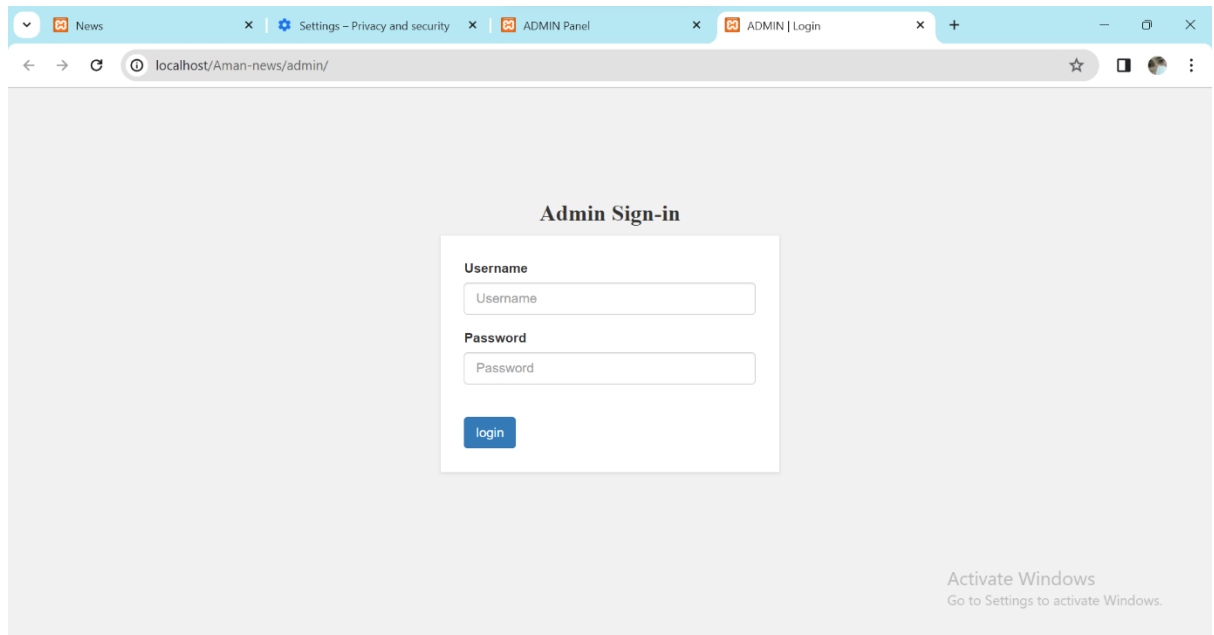 News
Settings – Privacy and security
ADMIN Panel
ADMIN | Login
localhost/Aman-news/admin/
Admin Sign-in
Username
Username
Password
Password
login
Activate Windows
Go to Settings to activate Windows.